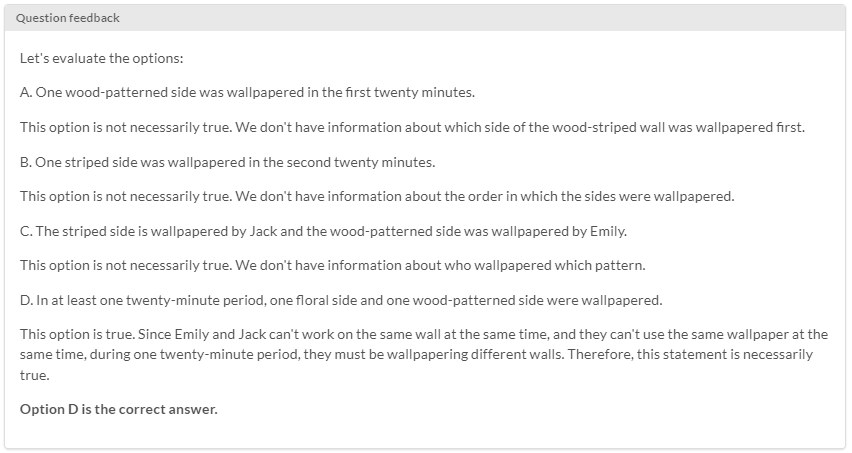 Question feedback
Let's evaluate the options:
A. One wood-patterned side was wallpapered in the first twenty minutes.
This option is not necessarily true. We don't have information about which side of the wood-striped wall was wallpapered first.
B. One striped side was wallpapered in the second twenty minutes.
This option is not necessarily true. We don't have information about the order in which the sides were wallpapered.
C. The striped side is wallpapered by Jack and the wood-patterned side was wallpapered by Emily.
This option is not necessarily true. We don't have information about who wallpapered which pattern.
D. In at least one twenty-minute period, one floral side and one wood-patterned side were wallpapered.
This option is true. Since Emily and Jack can't work on the same wall at the same time, and they can't use the same wallpaper at the
same time, during one twenty-minute period, they must be wallpapering different walls. Therefore, this statement is necessarily
true.
Option D is the correct answer.